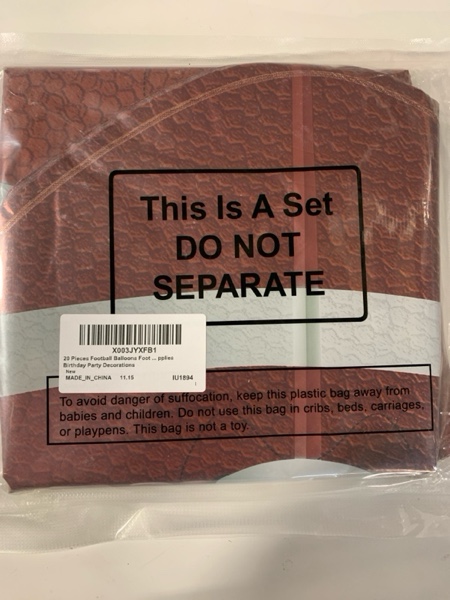 This Is A Set
DO NOT
SEPARATE
X003JYXFB1
20 Pieces Football Balloons Foot ... pplies
Birthday Party Decorations
New
MADE_IN_CHINA 11.15 IU1894
To avoid danger of suffocation, keep this plastic bag away from
babies and children. Do not use this bag in cribs, beds, carriages,
or playpens. This bag is not a toy.